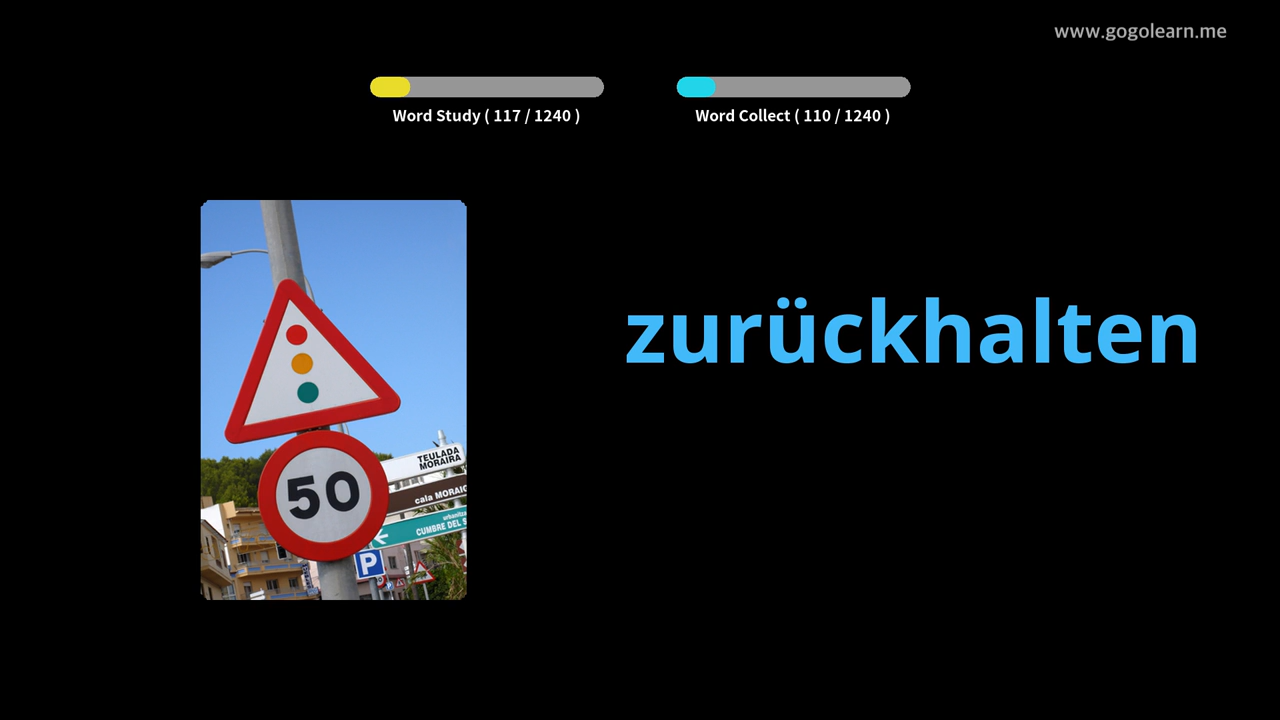 www.gogolearn.me
Word Study ( 117 / 1240 )
Word Collect ( 110 / 1240 )
zurückhalten
TEULADA
MORAIRA
cala MORAIG
urbanitza
CUMBRE DEL S
50
P